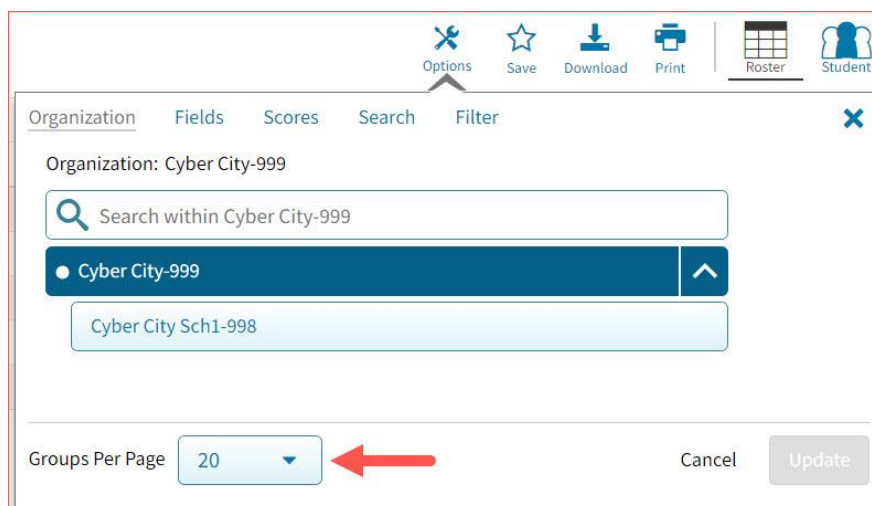 Options Save Download Print Roster Student
Organization Fields Scores Search Filter
Organization: Cyber City-999
Search within Cyber City-999
Cyber City-999
Cyber City Sch1-998
Groups Per Page 20 Cancel Update